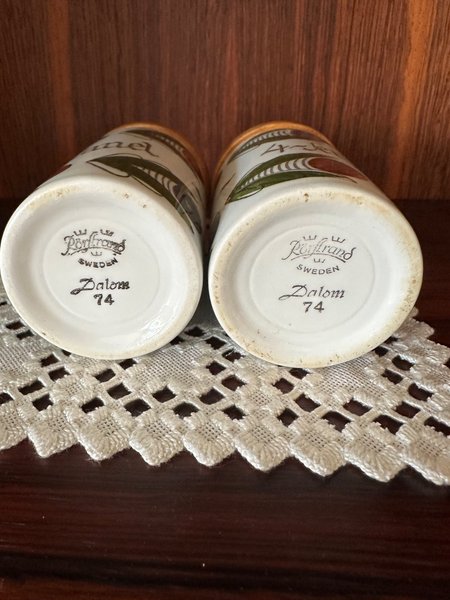 Rörstrand
SWEDEN
Dalom
74
Rörstrand
SWEDEN
Dalom
74